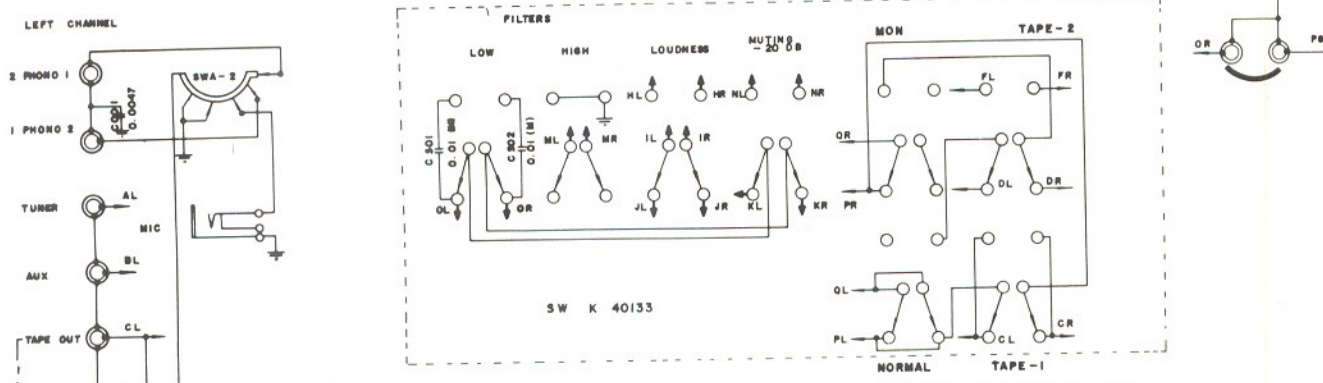 LEFT CHANNEL
2 PHONO 1
SWA-2
C001
0.0047
1 PHONO 2
TUNER
AL
MIC
AUX
BL
TAPE OUT
CL
FILTERS
LOW
HIGH
LOUDNESS
MUTING
-20 DB
MON
TAPE-2
HL
HR
NL
NR
FL
FR
C 501
0.01 (M)
C 502
0.01 (M)
ML
MR
IL
IR
QR
OL
OR
JL
JR
KL
KR
PR
DL
DR
SW K 40133
QL
PL
CL
CR
NORMAL
TAPE-1
OR